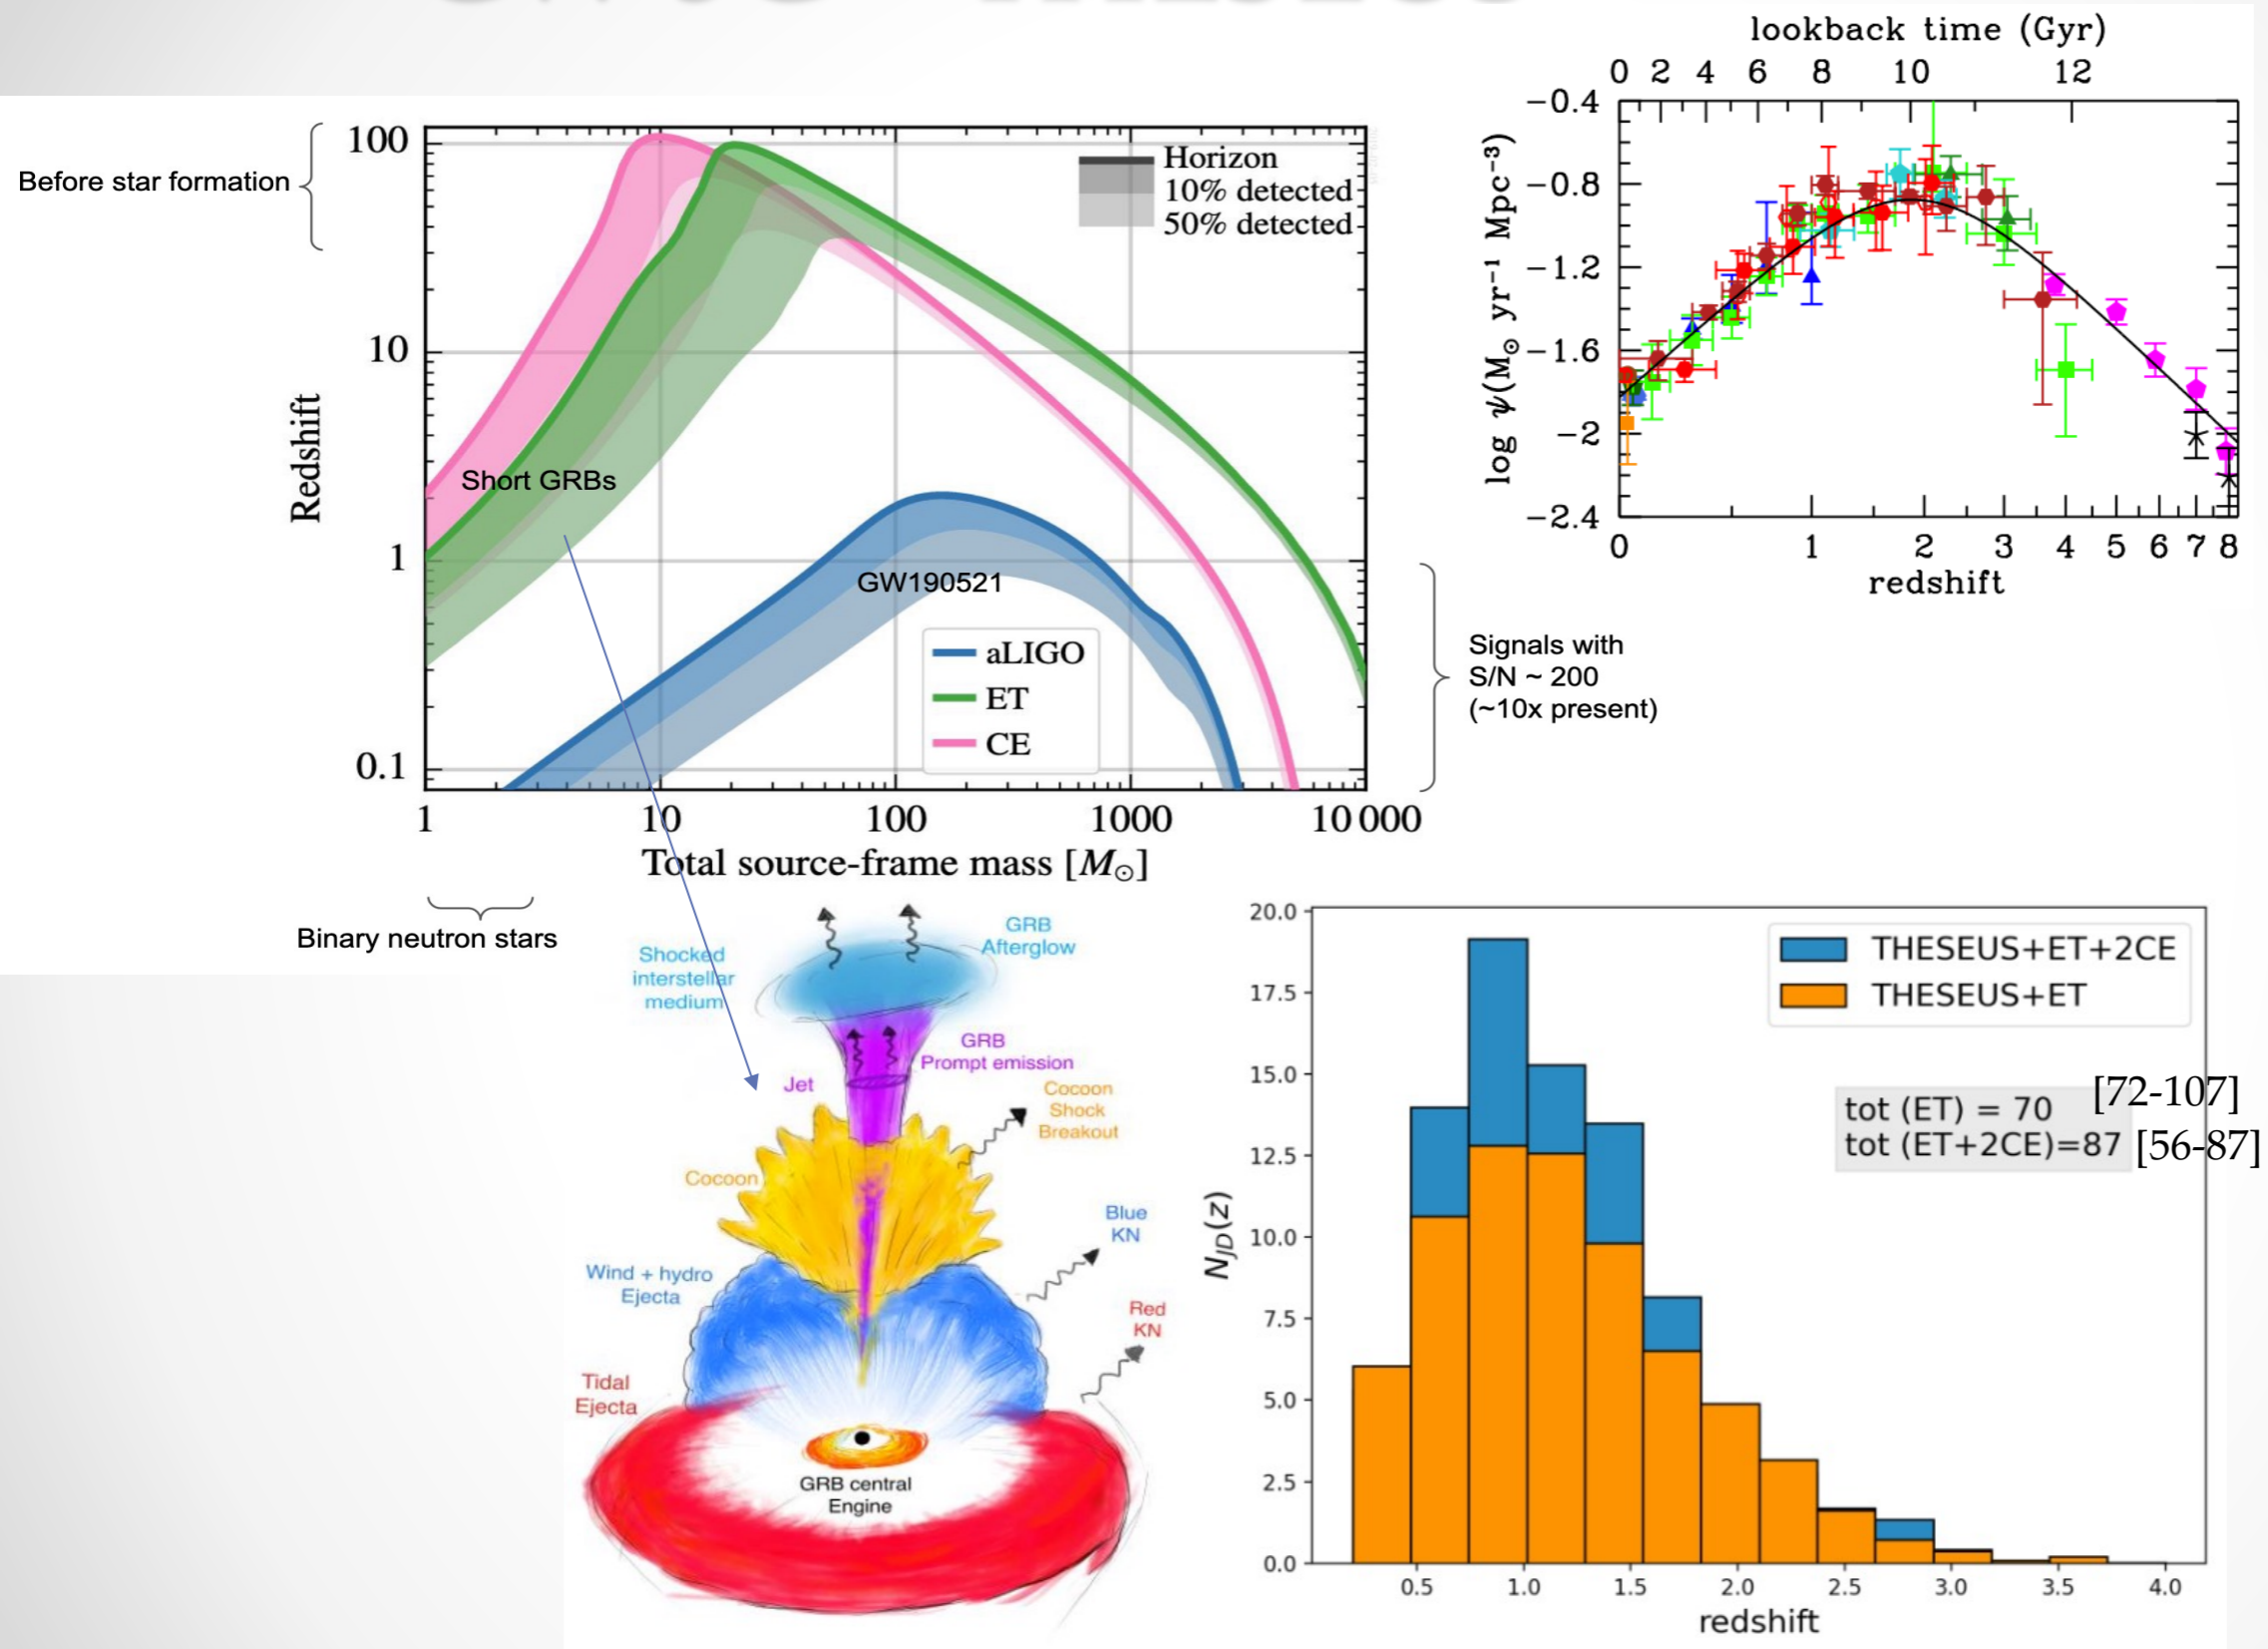 Before star formation
100
10
1
0.1
Redshift
Horizon
10% detected
50% detected
Short GRBs
GW190521
aLIGO
ET
CE
1
10
100
1000
10 000
Total source-frame mass [M⊙]
Binary neutron stars
Signals with
S/N ~ 200
(~10x present)
lookback time (Gyr)
0 2 4 6 8 10 12
−0.4
−0.8
−1.2
−1.6
−2
−2.4
log ψ(M⊙ yr−1 Mpc−3)
0 1 2 3 4 5 6 7 8
redshift
GRB
Afterglow
Shocked
interstellar
medium
GRB
Prompt emission
Jet
Cocoon
Shock
Breakout
Cocoon
Blue
KN
Wind + hydro
Ejecta
Red
KN
Tidal
Ejecta
GRB central
Engine
20.0
17.5
15.0
12.5
10.0
7.5
5.0
2.5
0.0
NJD(z)
THESEUS+ET+2CE
THESEUS+ET
tot (ET) = 70 [72-107]
tot (ET+2CE)=87 [56-87]
0.5 1.0 1.5 2.0 2.5 3.0 3.5 4.0
redshift